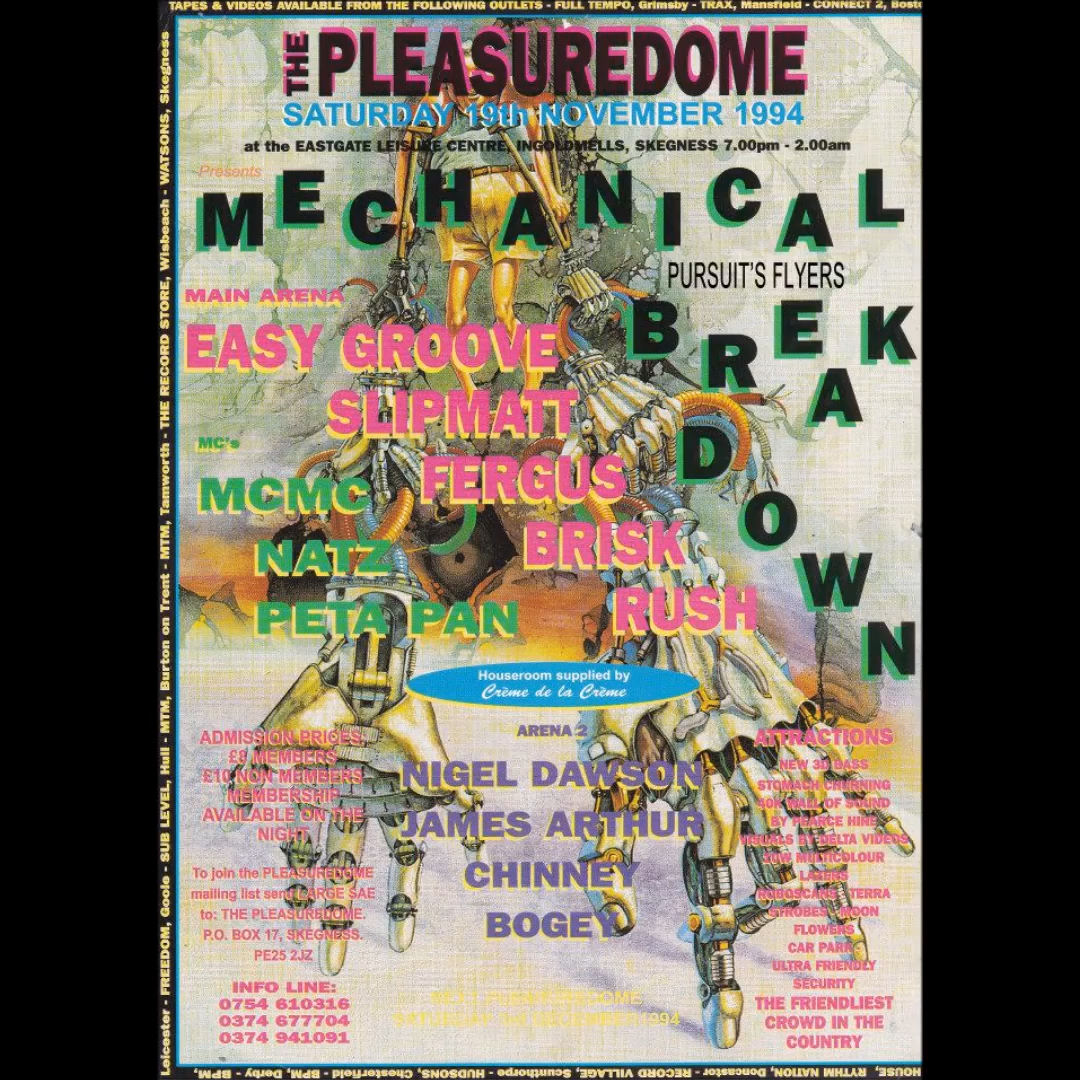 TAPES & VIDEOS AVAILABLE FROM THE FOLLOWING OUTLETS - FULL TEMPO, Grimsby - TRAX, Mansfield - CONNECT 2,
THE PLEASUREDOME
SATURDAY 19th NOVEMBER 1994
at the EASTGATE LEISURE CENTRE, INGOLDMELLS, SKEGNESS 7.00pm - 2.00am
Presents
MECHANICAL
PURSUIT'S FLYERS
BREAKDOWN
MAIN ARENA
EASY GROOVE
SLIPMATT
FERGUS
BRISK
RUSH
MC's
MCMC
NATZ
PETA PAN
Houseroom supplied by
Crème de la Crème
ARENA 2
NIGEL DAWSON
JAMES ARTHUR
CHINNEY
BOGEY
ADMISSION PRICES
£8 MEMBERS
£10 NON MEMBERS
MEMBERSHIP
AVAILABLE ON THE
NIGHT
To join the PLEASUREDOME
mailing list send LARGE SAE
to: THE PLEASUREDOME.
P.O. BOX 17, SKEGNESS.
PE25 2JZ
INFO LINE:
0754 610316
0374 677704
0374 941091
ATTRACTIONS
NEW 3D BASS
STOMACH CHURNING
40K WALL OF SOUND
BY PEARCE HIRE
VISUALS BY DELTA VIDEOS
MULTICOLOUR
LAZERS
ROBOSCANS TERRA
STROBES MOON
FLOWERS
CAR PARK
ULTRA FRIENDLY
SECURITY
THE FRIENDLIEST
CROWD IN THE
COUNTRY
NEXT PLEASUREDOME
SATURDAY DECEMBER 1994
Leicester - FREEDOM, Goole - SUB LEVEL, Hull - MTM, Burton on Trent - MTM, Tamworth - THE RECORD STORE, Wisbeach - WATSONS, Skegness
HOUSE, RYTHM NATION, Doncaster - RECORD VILLAGE, Scunthorpe - HUDSONS, Chesterfield - BPM, Derby - BPM,